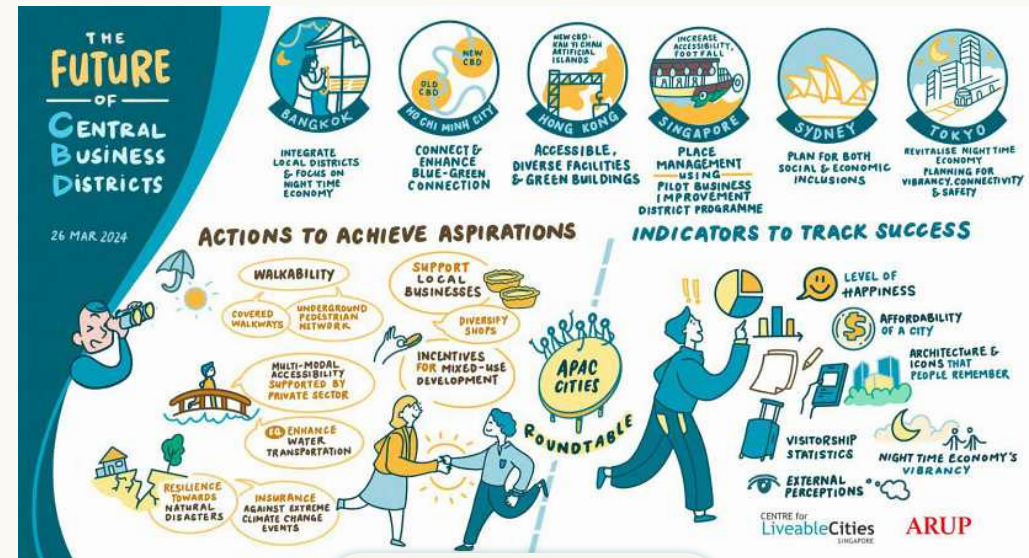 THE
FUTURE
OF
CENTRAL
BUSINESS
DISTRICTS
26 MAR 2024
BANGKOK
INTEGRATE
LOCAL DISTRICTS
& FOCUS ON
NIGHT TIME
ECONOMY
OLD
CBD
NEW
CBD
HO CHI MINH CITY
CONNECT &
ENHANCE
BLUE-GREEN
CONNECTION
NEW CBD-
KAU YI CHAU
ARTIFICIAL
ISLANDS
HONG KONG
ACCESSIBLE,
DIVERSE FACILITIES
& GREEN BUILDINGS
INCREASE
ACCESSIBILITY,
FOOTFALL
SINGAPORE
PLACE
MANAGEMENT
USING
PILOT BUSINESS
IMPROVEMENT
DISTRICT PROGRAMME
SYDNEY
PLAN FOR BOTH
SOCIAL & ECONOMIC
INCLUSIONS
TOKYO
REVITALISE NIGHT TIME
ECONOMY
PLANNING FOR
VIBRANCY, CONNECTIVITY
& SAFETY
ACTIONS TO ACHIEVE ASPIRATIONS
WALKABILITY
COVERED
WALKWAYS
UNDERGROUND
PEDESTRIAN
NETWORK
SUPPORT
LOCAL
BUSINESSES
DIVERSIFY
SHOPS
INCENTIVES
FOR MIXED-USE
DEVELOPMENT
MULTI-MODAL
ACCESSIBILITY
SUPPORTED BY
PRIVATE SECTOR
EG ENHANCE
WATER
TRANSPORTATION
RESILIENCE
TOWARDS
NATURAL
DISASTERS
INSURANCE
AGAINST EXTREME
CLIMATE CHANGE
EVENTS
APAC
CITIES
ROUNDTABLE
INDICATORS TO TRACK SUCCESS
!!
LEVEL OF
HAPPINESS
$
AFFORDABILITY
OF A CITY
ARCHITECTURE &
ICONS THAT
PEOPLE REMEMBER
VISITORSHIP
STATISTICS
NIGHT TIME ECONOMY'S
VIBRANCY
EXTERNAL
PERCEPTIONS
CENTRE for
LiveableCities
SINGAPORE
ARUP